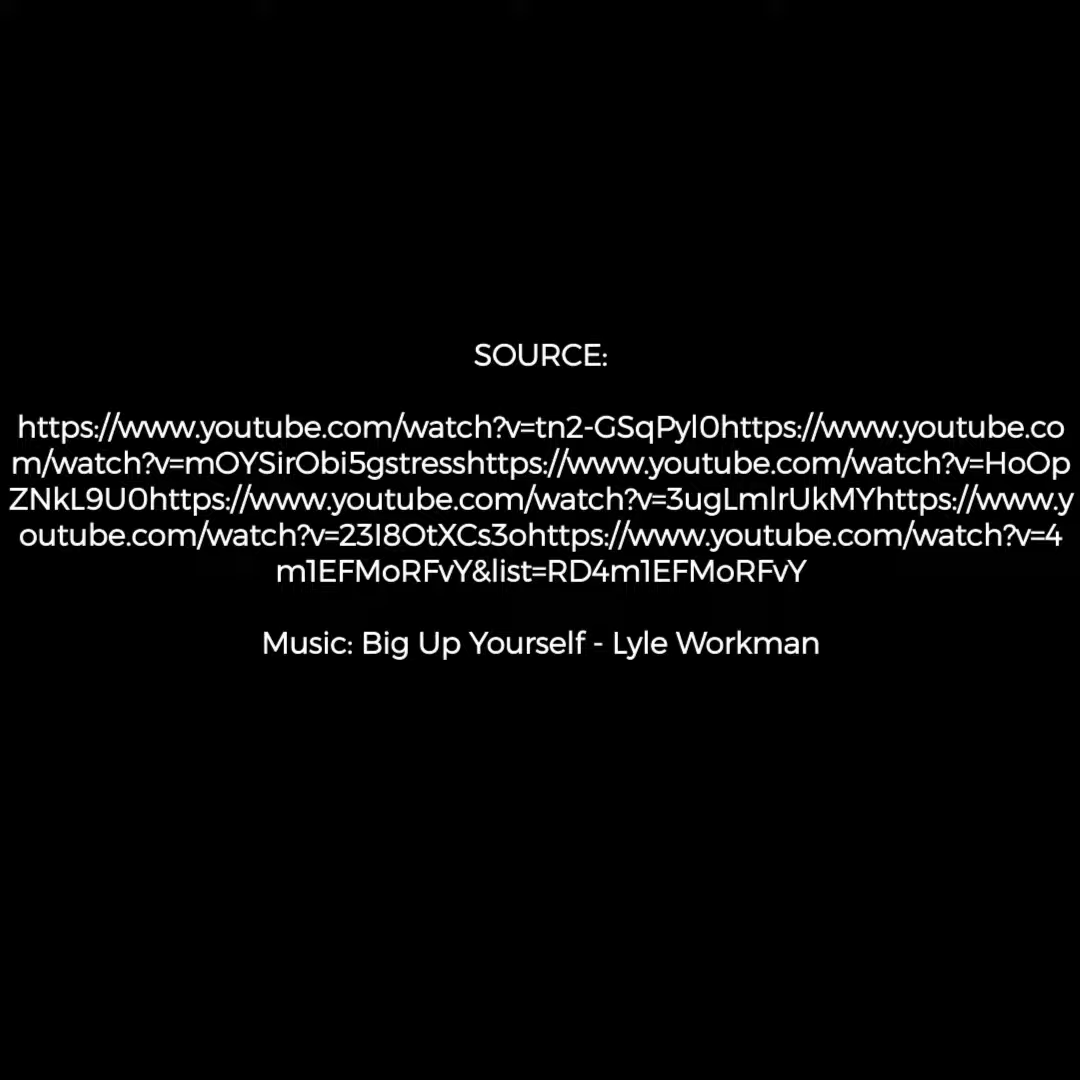 SOURCE:
https://www.youtube.com/watch?v=tn2-GSqPyl0https://www.youtube.co
m/watch?v=mOYSirObi5gstresshttps://www.youtube.com/watch?v=HoOp
ZNkL9U0https://www.youtube.com/watch?v=3ugLmlrUkMYhttps://www.y
outube.com/watch?v=23l8OtXCs3ohttps://www.youtube.com/watch?v=4
m1EFMoRFvY&list=RD4m1EFMoRFvY
Music: Big Up Yourself - Lyle Workman